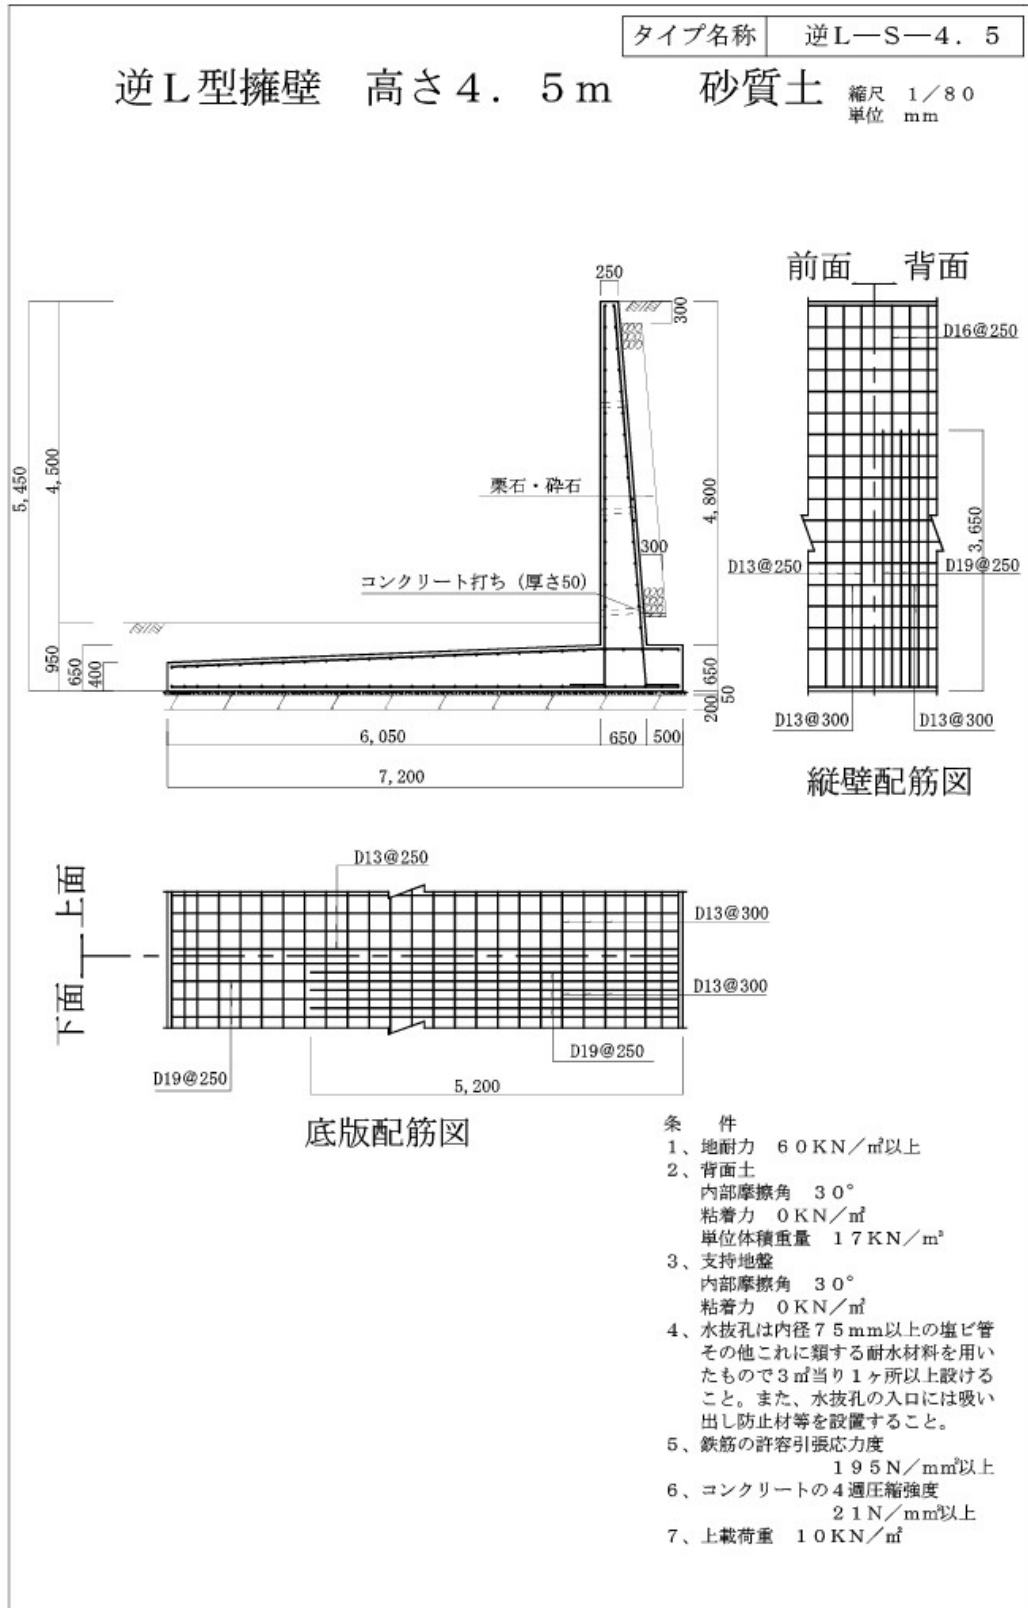 タイプ名称 逆L―S―4．5
逆L型擁壁　高さ4．5m　砂質土
縮尺　1／80
単位　mm
250
300
5,450
4,500
950
650
400
栗石・砕石
300
コンクリート打ち（厚さ50）
4,800
650
50
200
6,050
650
500
7,200
前面
背面
D16@250
3,650
D13@250
D19@250
D13@300
D13@300
縦壁配筋図
上面
下面
D13@250
D13@300
D13@300
D19@250
D19@250
5,200
底版配筋図
条　件
1、地耐力　60KN／㎡以上
2、背面土
内部摩擦角　30°
粘着力　0KN／㎡
単位体積重量　17KN／m³
3、支持地盤
内部摩擦角　30°
粘着力　0KN／㎡
4、水抜孔は内径75mm以上の塩ビ管
その他これに類する耐水材料を用い
たもので3㎡当り1ヶ所以上設ける
こと。また、水抜孔の入口には吸い
出し防止材等を設置すること。
5、鉄筋の許容引張応力度
195N／mm²以上
6、コンクリートの4週圧縮強度
21N／mm²以上
7、上載荷重　10KN／㎡